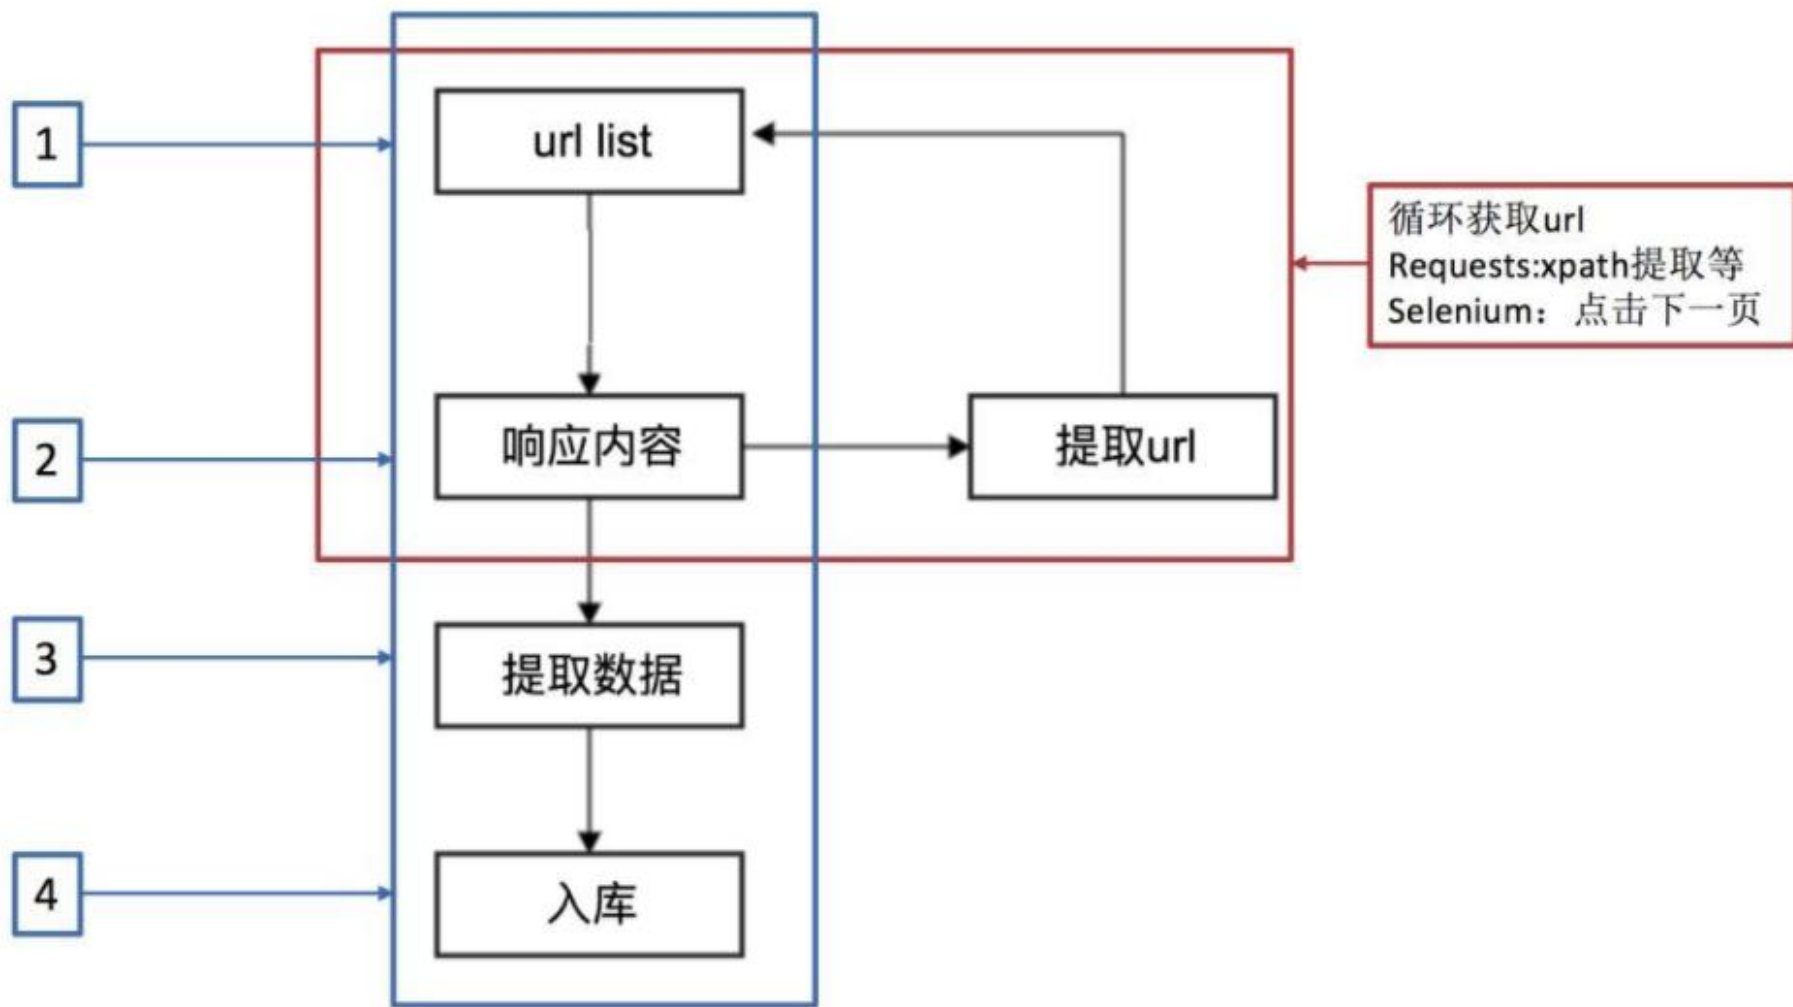 1
url list
循环获取url
Requests:xpath提取等
Selenium：点击下一页
2
响应内容
提取url
3
提取数据
4
入库